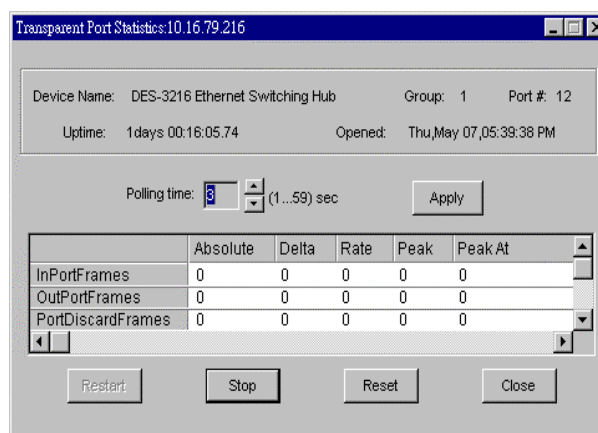 Transparent Port Statistics:10.16.79.216
Device Name: DES-3216 Ethernet Switching Hub Group: 1 Port #: 12
Uptime: 1days 00:16:05.74 Opened: Thu,May 07,05:39:38 PM
Polling time: 3 (1...59) sec Apply
Absolute Delta Rate Peak Peak At
InPortFrames 0 0 0 0 0
OutPortFrames 0 0 0 0 0
PortDiscardFrames 0 0 0 0 0
Restart Stop Reset Close